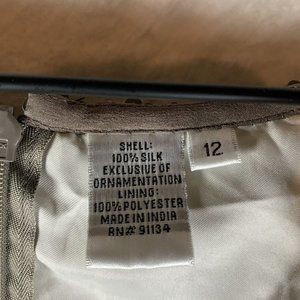 SHELL:
100% SILK
EXCLUSIVE OF
ORNAMENTATION
LINING:
100% POLYESTER
MADE IN INDIA
RN# 91134
12